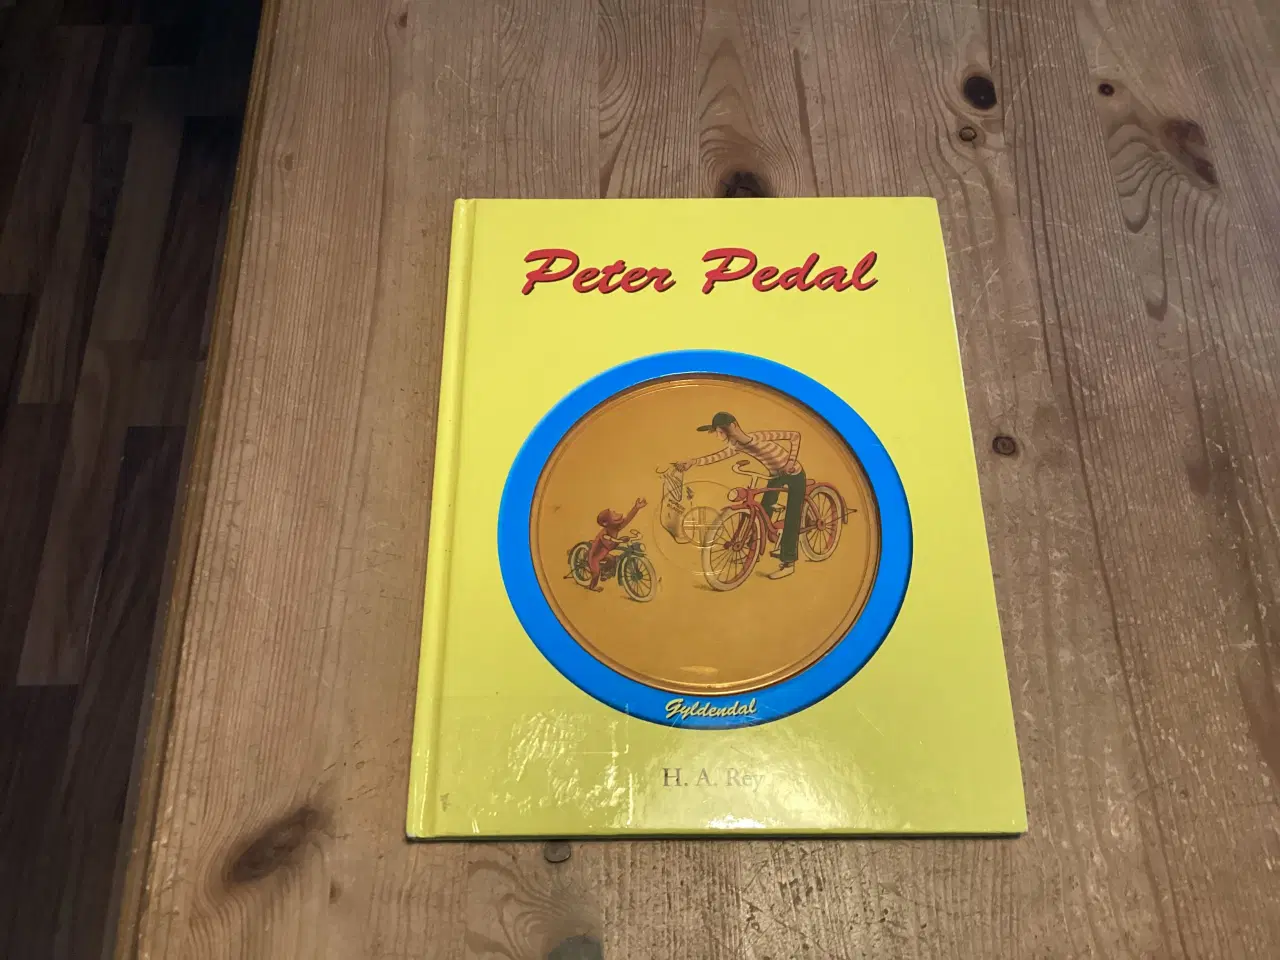 Peter Pedal
Gyldendal
H. A. Rey